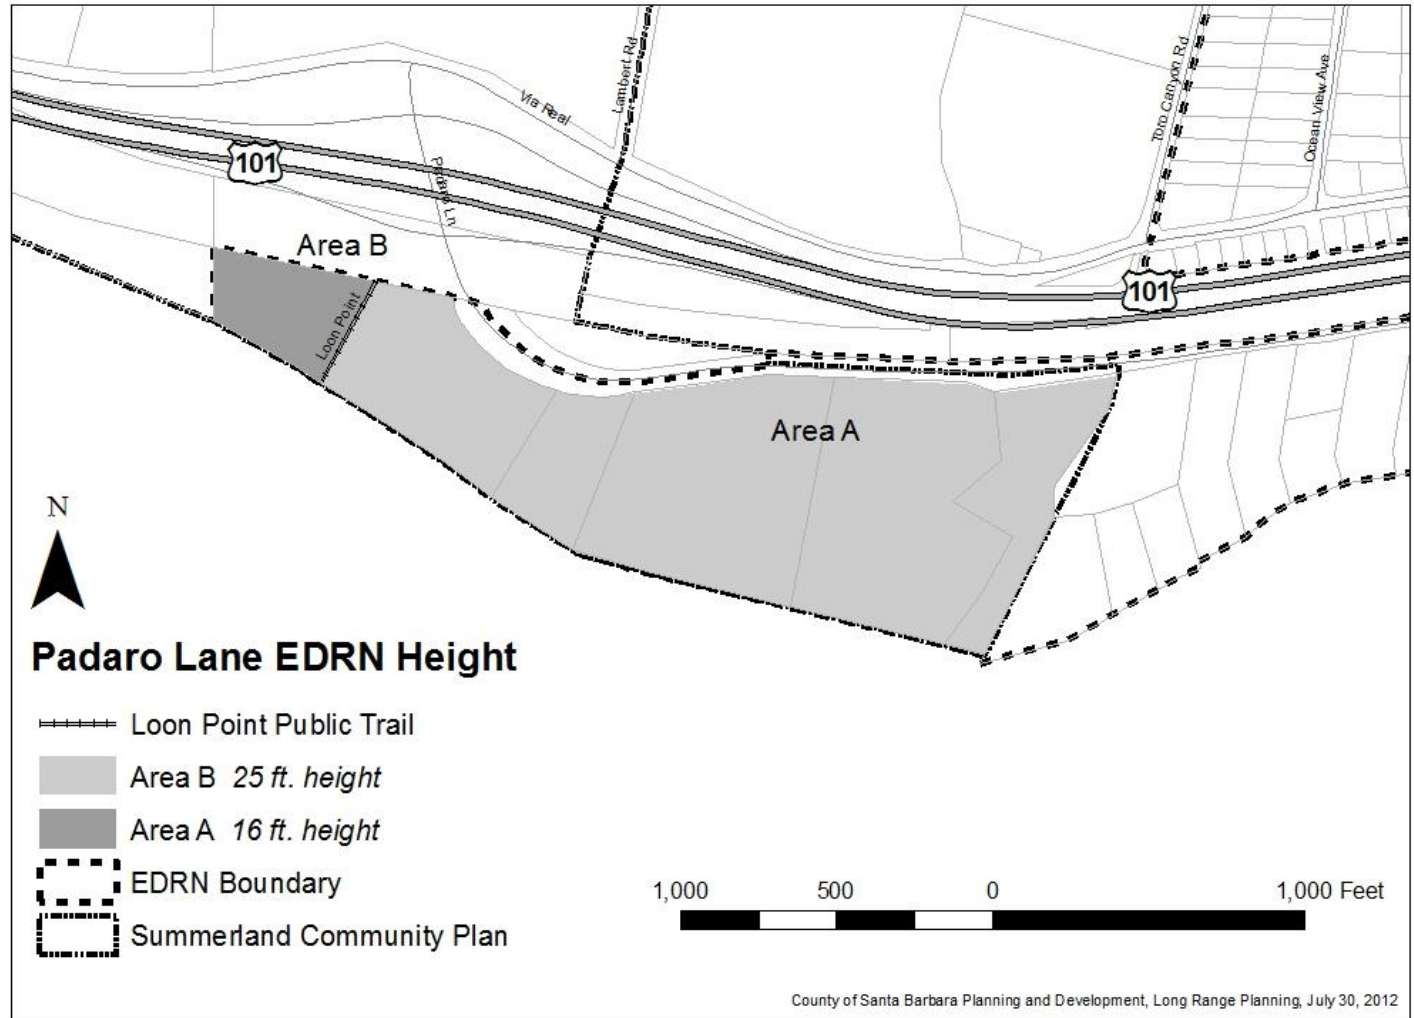 Via Real
Lambert Rd
Toro Canyon Rd
Ocean View Ave
101
Padaro Ln
Area B
101
Loon Point
Area A
N
Padaro Lane EDRN Height
Loon Point Public Trail
Area B 25 ft. height
Area A 16 ft. height
EDRN Boundary
Summerland Community Plan
1,000 500 0 1,000 Feet
County of Santa Barbara Planning and Development, Long Range Planning, July 30, 2012